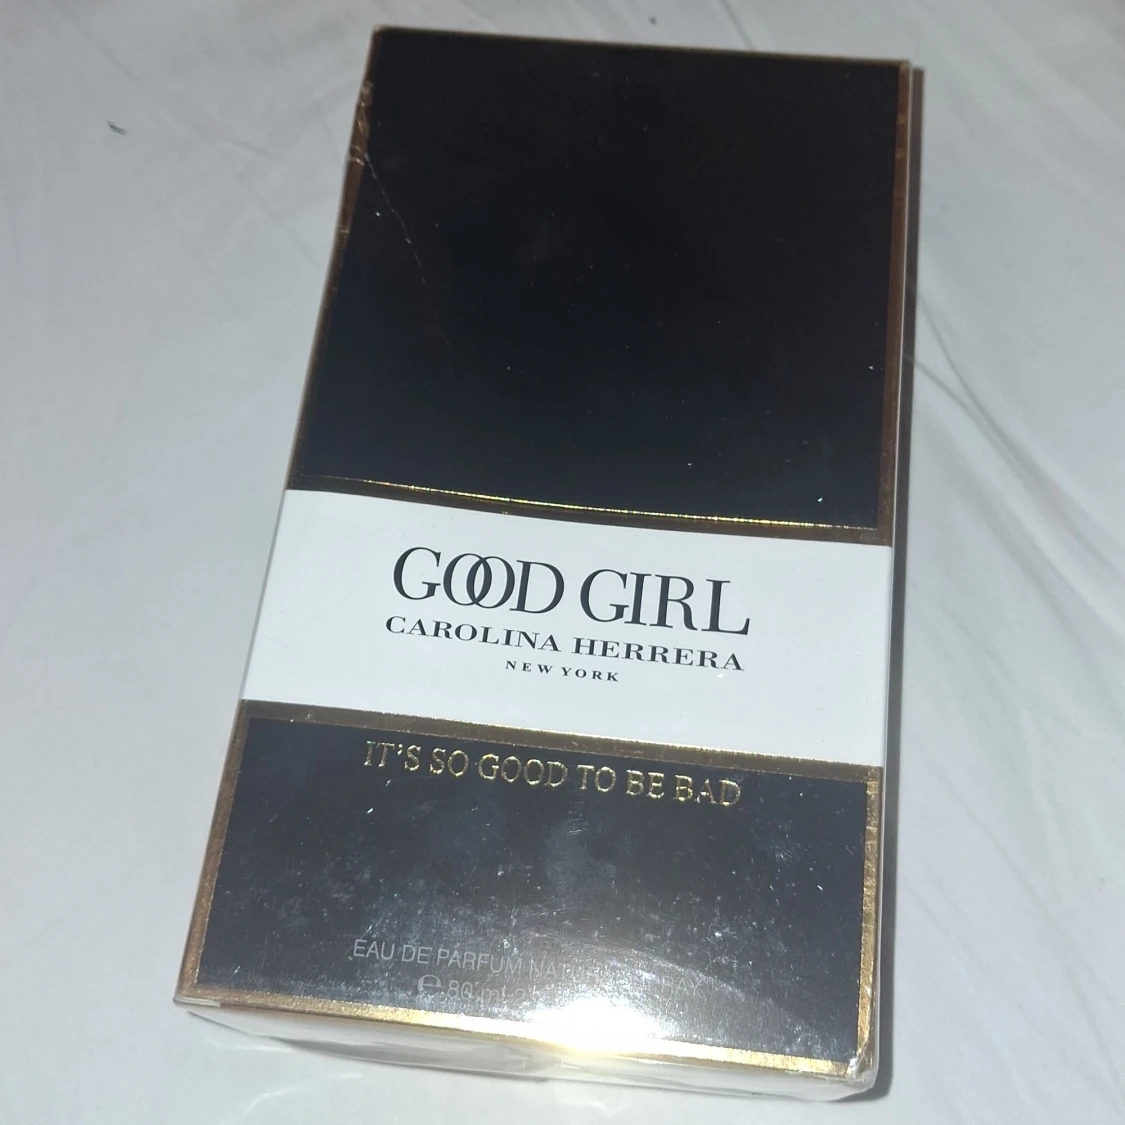 GOOD GIRL
CAROLINA HERRERA
NEW YORK
IT'S SO GOOD TO BE BAD
EAU DE PARFUM
℮ 80 ml